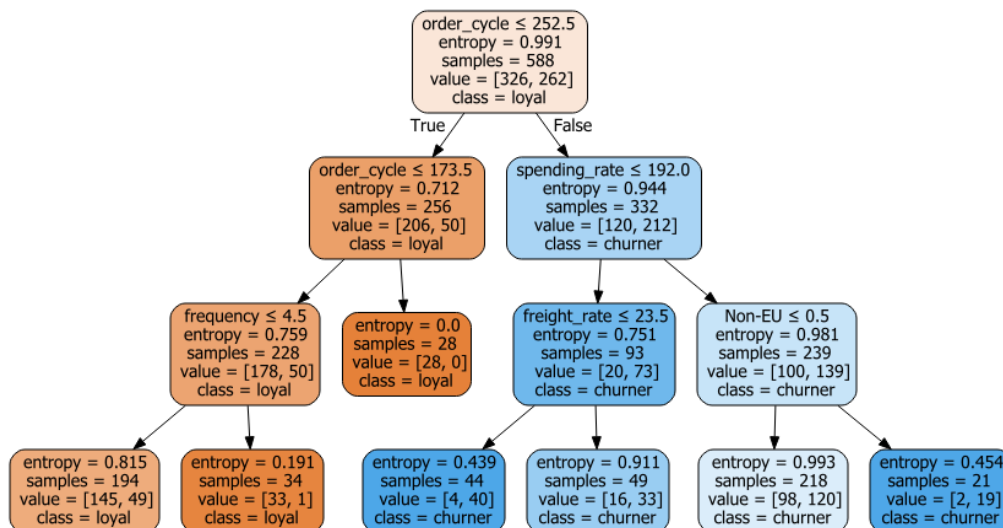 order_cycle ≤ 252.5
entropy = 0.991
samples = 588
value = [326, 262]
class = loyal
True
False
order_cycle ≤ 173.5
entropy = 0.712
samples = 256
value = [206, 50]
class = loyal
spending_rate ≤ 192.0
entropy = 0.944
samples = 332
value = [120, 212]
class = churner
frequency ≤ 4.5
entropy = 0.759
samples = 228
value = [178, 50]
class = loyal
entropy = 0.0
samples = 28
value = [28, 0]
class = loyal
freight_rate ≤ 23.5
entropy = 0.751
samples = 93
value = [20, 73]
class = churner
Non-EU ≤ 0.5
entropy = 0.981
samples = 239
value = [100, 139]
class = churner
entropy = 0.815
samples = 194
value = [145, 49]
class = loyal
entropy = 0.191
samples = 34
value = [33, 1]
class = loyal
entropy = 0.439
samples = 44
value = [4, 40]
class = churner
entropy = 0.911
samples = 49
value = [16, 33]
class = churner
entropy = 0.993
samples = 218
value = [98, 120]
class = churner
entropy = 0.454
samples = 21
value = [2, 19]
class = churner